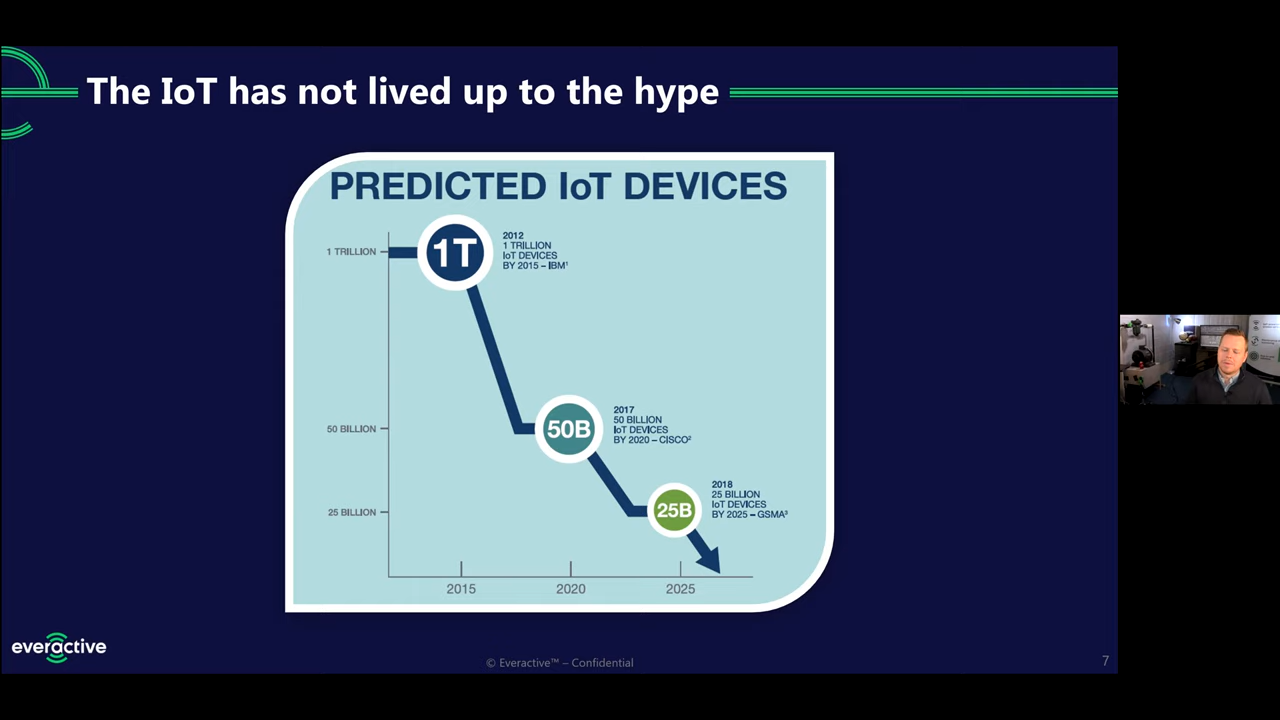 The IoT has not lived up to the hype
PREDICTED IoT DEVICES
1 TRILLION
1T
2012
1 TRILLION
IoT DEVICES
BY 2015 – IBM¹
50 BILLION
50B
2017
50 BILLION
IoT DEVICES
BY 2020 – CISCO²
25 BILLION
25B
2018
25 BILLION
IoT DEVICES
BY 2025 – GSMA³
2015
2020
2025
everactive
© Everactive™ – Confidential
7